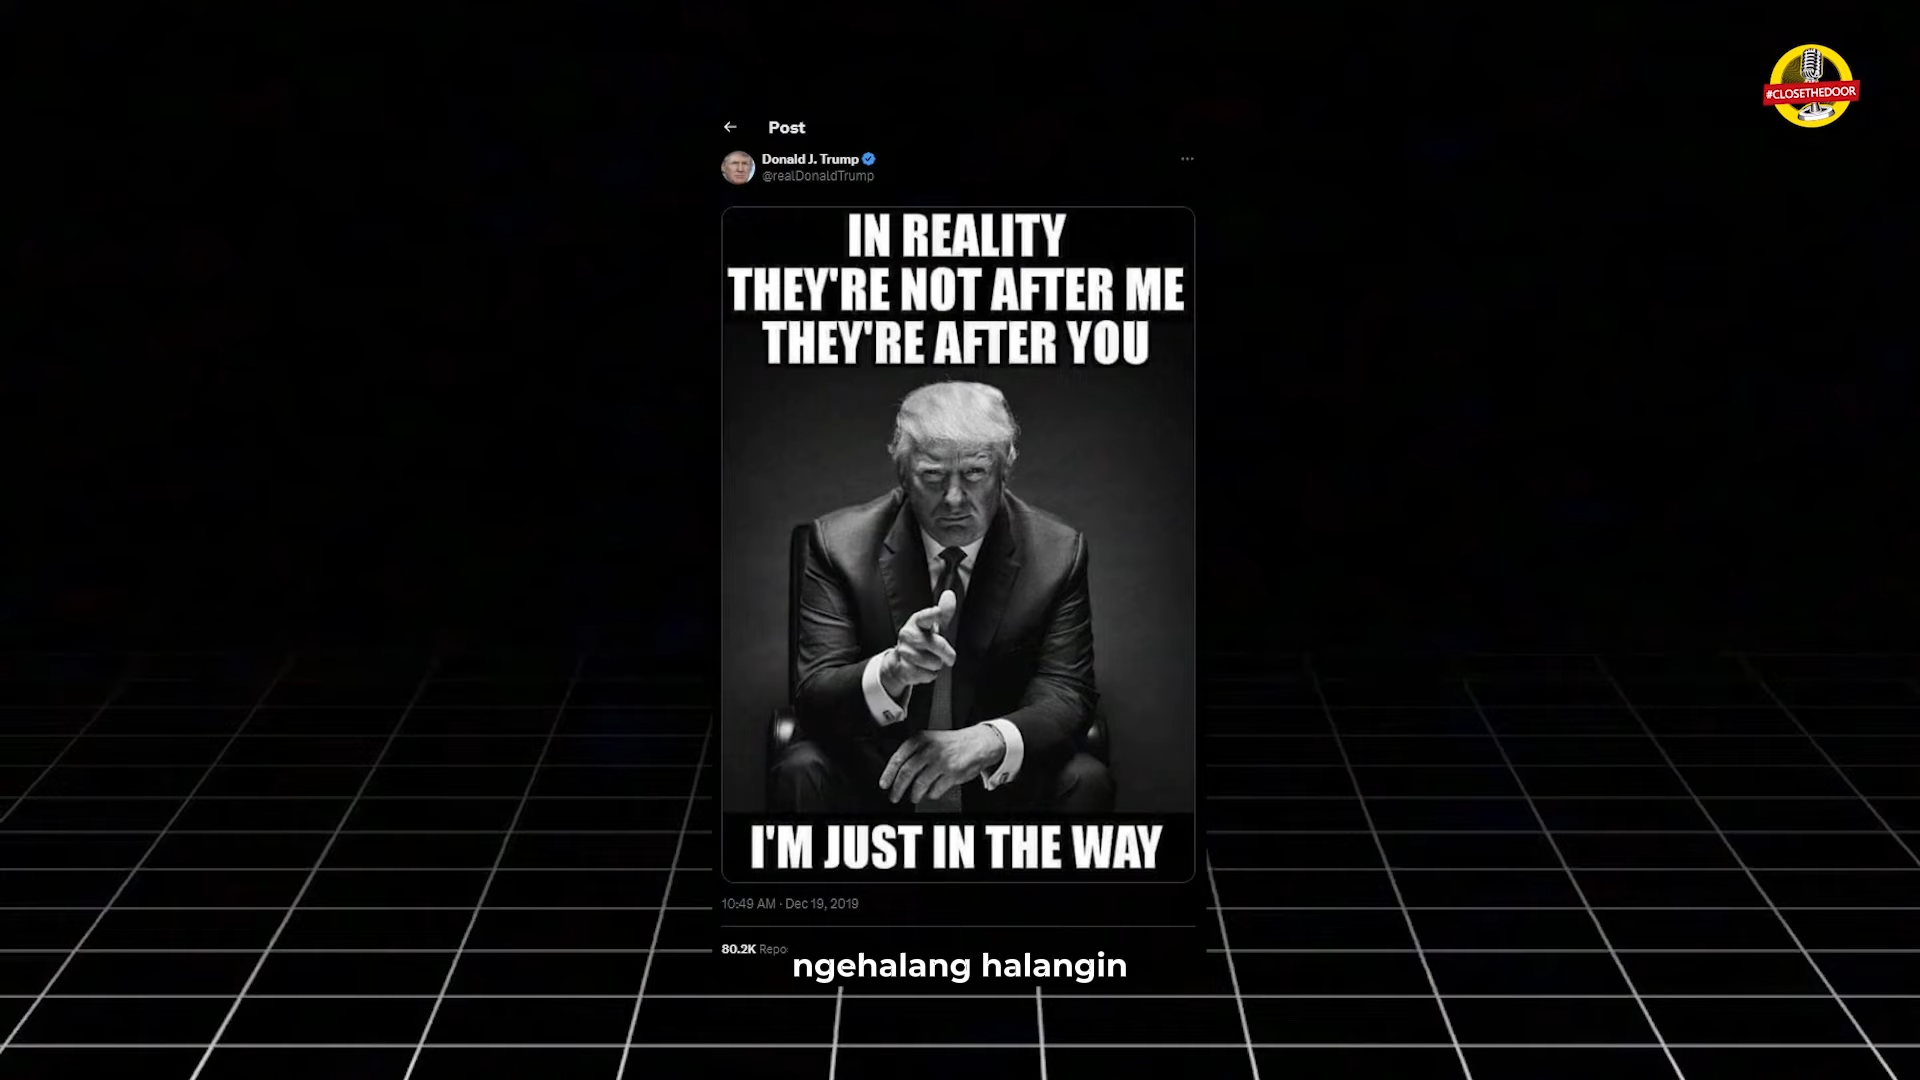 #CLOSETHEDOOR
Post
Donald J. Trump
@realDonaldTrump
IN REALITY
THEY'RE NOT AFTER ME
THEY'RE AFTER YOU
I'M JUST IN THE WAY
10:49 AM · Dec 19, 2019
80.2K Repo
ngehalang halangin